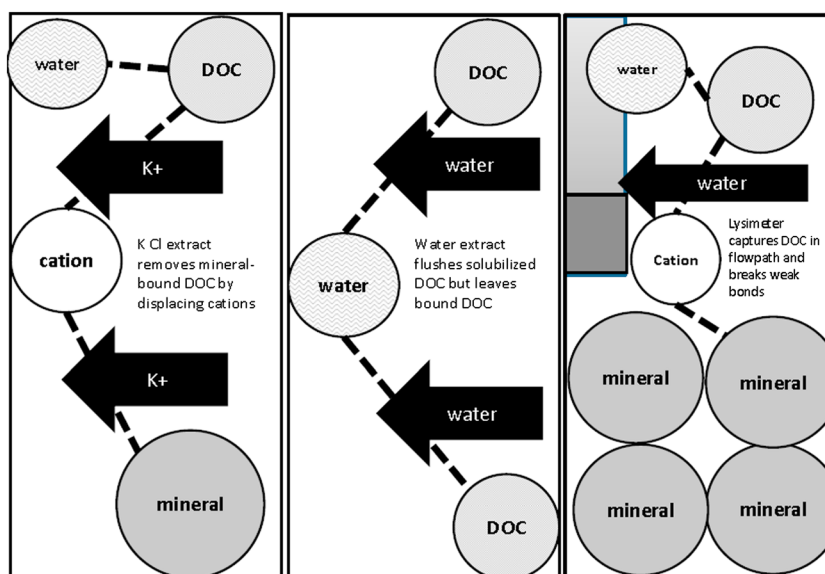 water
DOC
K+
cation
K Cl extract
removes mineral-
bound DOC by
displacing cations
K+
mineral
DOC
water
water
Water extract
flushes solubilized
DOC but leaves
bound DOC
water
DOC
water
DOC
water
Cation
Lysimeter
captures DOC in
flowpath and
breaks weak
bonds
mineral
mineral
mineral
mineral